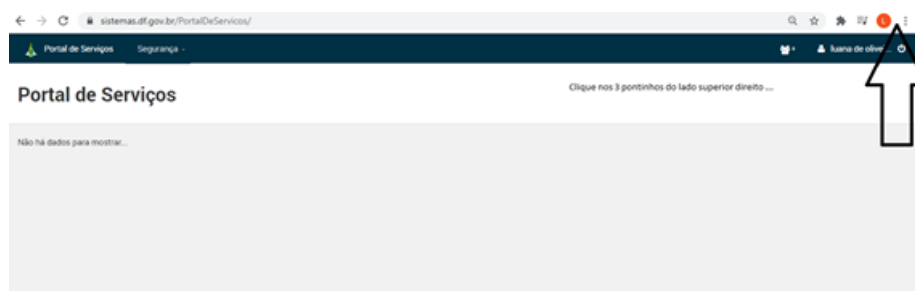 sistemas.df.gov.br/PortalDeServicos/
L
Portal de Serviços Segurança luana de olive...
Portal de Serviços
Clique nos 3 pontinhos do lado superior direito ....
Não há dados para mostrar...